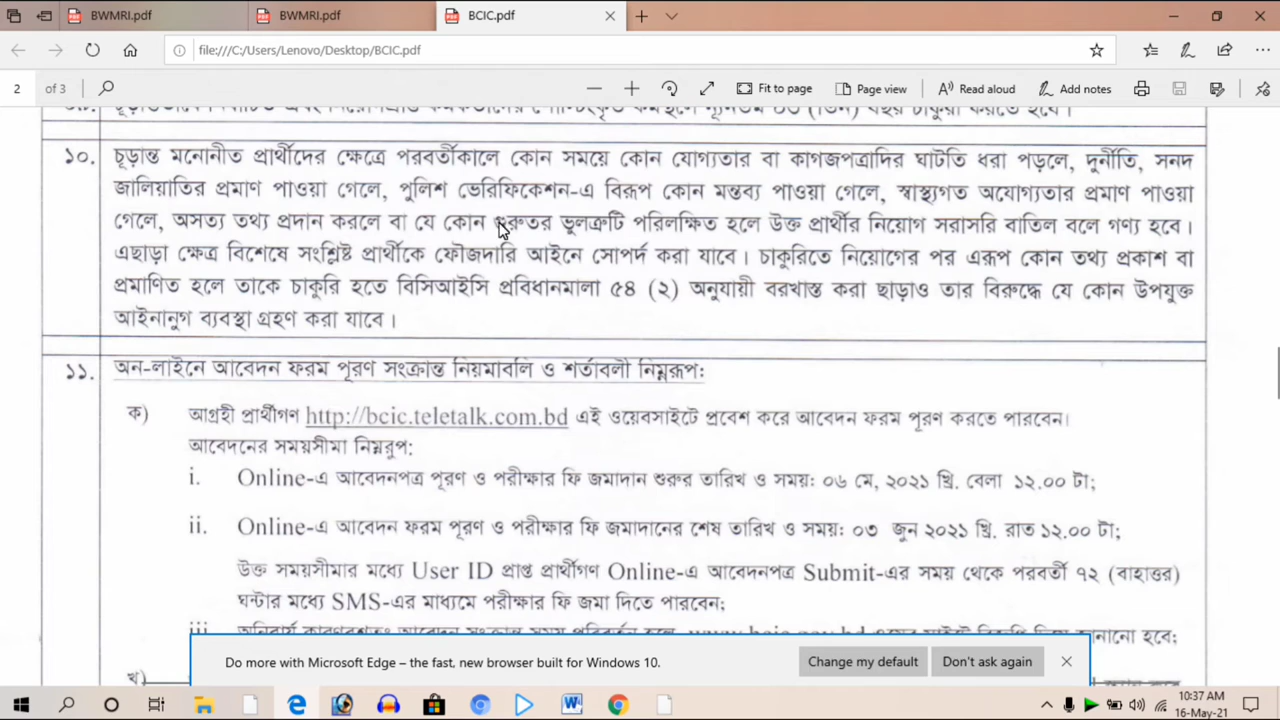 BWMRI.pdf
BWMRI.pdf
BCIC.pdf
file:///C:/Users/Lenovo/Desktop/BCIC.pdf
2 of 3
Fit to page
Page view
Read aloud
Add notes
(তিন) বছর চাকুরী করতে হবে।
১০. চূড়ান্ত মনোনীত প্রার্থীদের ক্ষেত্রে পরবর্তীকালে কোন সময়ে কোন যোগ্যতার বা কাগজপত্রাদির ঘাটতি ধরা পড়লে, দুর্নীতি, সনদ
জালিয়াতির প্রমাণ পাওয়া গেলে, পুলিশ ভেরিফিকেশন-এ বিরূপ কোন মন্তব্য পাওয়া গেলে, স্বাস্থ্যগত অযোগ্যতার প্রমাণ পাওয়া
গেলে, অসত্য তথ্য প্রদান করলে বা যে কোন গুরুতর ভুলত্রুটি পরিলক্ষিত হলে উক্ত প্রার্থীর নিয়োগ সরাসরি বাতিল বলে গণ্য হবে।
এছাড়া ক্ষেত্র বিশেষে সংশ্লিষ্ট প্রার্থীকে ফৌজদারি আইনে সোপর্দ করা যাবে। চাকুরিতে নিয়োগের পর এরূপ কোন তথ্য প্রকাশ বা
প্রমাণিত হলে তাকে চাকুরি হতে বিসিআইসি প্রবিধানমালা ৫৪ (২) অনুযায়ী বরখাস্ত করা ছাড়াও তার বিরুদ্ধে যে কোন উপযুক্ত
আইনানুগ ব্যবস্থা গ্রহণ করা যাবে।
১১. অন-লাইনে আবেদন ফরম পূরণ সংক্রান্ত নিয়মাবলি ও শর্তাবলী নিম্নরূপঃ
ক) আগ্রহী প্রার্থীগণ http://bcic.teletalk.com.bd এই ওয়েবসাইটে প্রবেশ করে আবেদন ফরম পূরণ করতে পারবেন।
আবেদনের সময়সীমা নিম্নরুপ:
i. Online-এ আবেদনপত্র পূরণ ও পরীক্ষার ফি জমাদান শুরুর তারিখ ও সময়: ০৬ মে, ২০২১ খ্রি. বেলা ১২.০০ টা;
ii. Online-এ আবেদন ফরম পূরণ ও পরীক্ষার ফি জমাদানের শেষ তারিখ ও সময়: ০৩ জুন ২০২১ খ্রি. রাত ১২.০০ টা;
উক্ত সময়সীমার মধ্যে User ID প্রাপ্ত প্রার্থীগণ Online-এ আবেদনপত্র Submit-এর সময় থেকে পরবর্তী ৭২ (বাহাত্তর)
ঘন্টার মধ্যে SMS-এর মাধ্যমে পরীক্ষার ফি জমা দিতে পারবেন;
iii
খ)
Do more with Microsoft Edge – the fast, new browser built for Windows 10.
Change my default
Don't ask again
10:37 AM
16-May-21